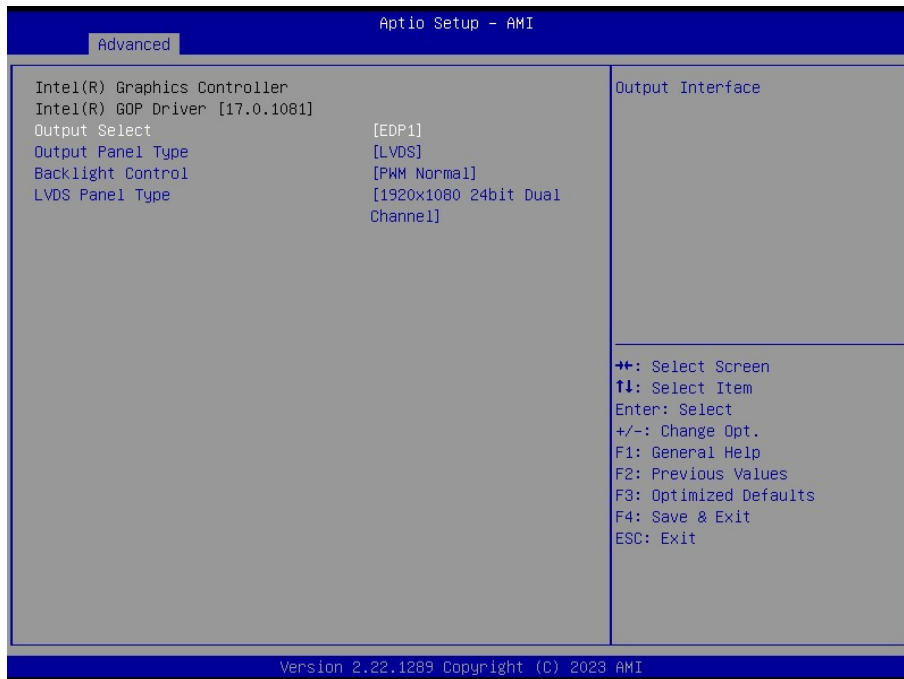 Aptio Setup - AMI
Advanced
Intel(R) Graphics Controller
Intel(R) GOP Driver [17.0.1081]
Output Select [EDP1]
Output Panel Type [LVDS]
Backlight Control [PWM Normal]
LVDS Panel Type [1920x1080 24bit Dual
Channel]
Output Interface
→←: Select Screen
↑↓: Select Item
Enter: Select
+/-: Change Opt.
F1: General Help
F2: Previous Values
F3: Optimized Defaults
F4: Save & Exit
ESC: Exit
Version 2.22.1289 Copyright (C) 2023 AMI